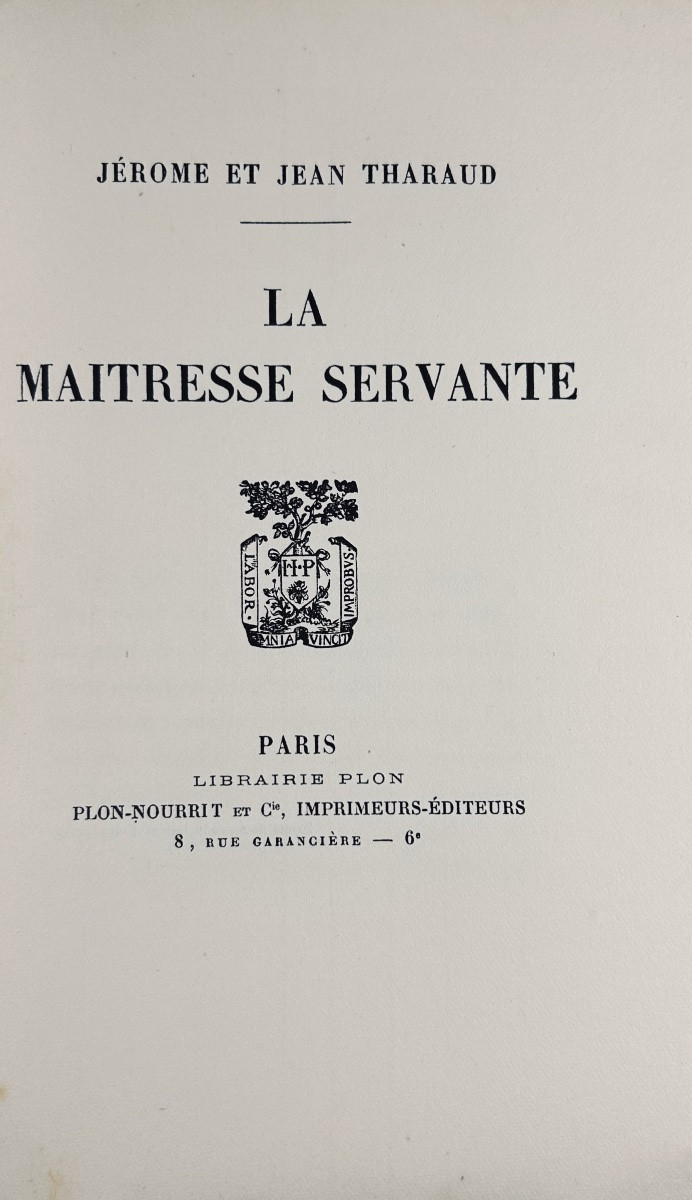 JÉROME ET JEAN THARAUD
LA
MAITRESSE SERVANTE
H·P
LABOR·
IMPROBVS
OMNIA VINCIT
PARIS
LIBRAIRIE PLON
PLON-NOURRIT ET Cie, IMPRIMEURS-ÉDITEURS
8, RUE GARANCIÈRE — 6e